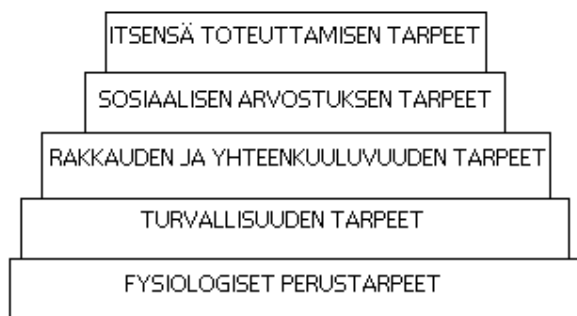 ITSENSÄ TOTEUTTAMISEN TARPEET
SOSIAALISEN ARVOSTUKSEN TARPEET
RAKKAUDEN JA YHTEENKUULUVUUDEN TARPEET
TURVALLISUUDEN TARPEET
FYSIOLOGISET PERUSTARPEET